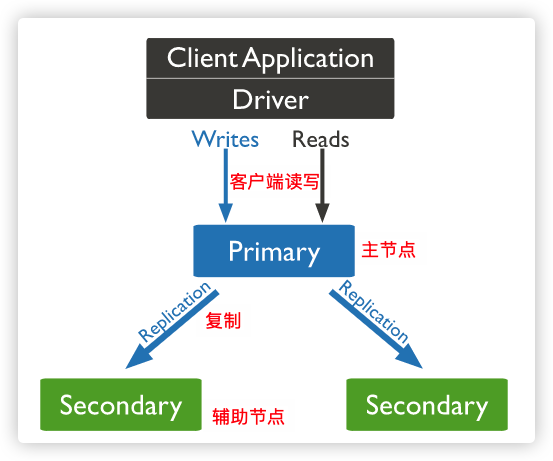 Client Application
Driver
Writes
Reads
客户端读写
Primary
主节点
Replication
Replication
复制
Secondary
辅助节点
Secondary